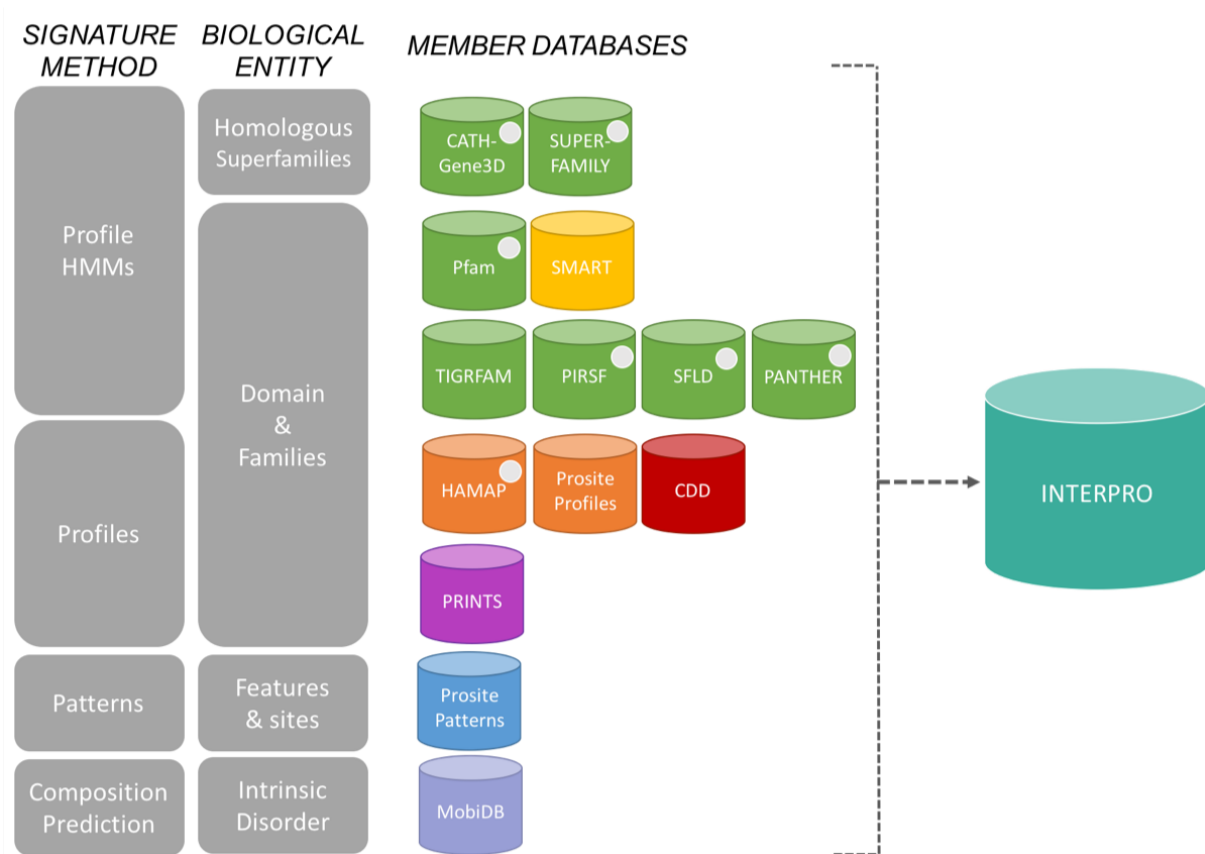 SIGNATURE
METHOD
BIOLOGICAL
ENTITY
MEMBER DATABASES
Profile
HMMs
Homologous
Superfamilies
CATH-
Gene3D
SUPER-
FAMILY
Domain
&
Families
Pfam
SMART
TIGRFAM
PIRSF
SFLD
PANTHER
INTERPRO
Profiles
HAMAP
Prosite
Profiles
CDD
PRINTS
Patterns
Features
& sites
Prosite
Patterns
Composition
Prediction
Intrinsic
Disorder
MobiDB